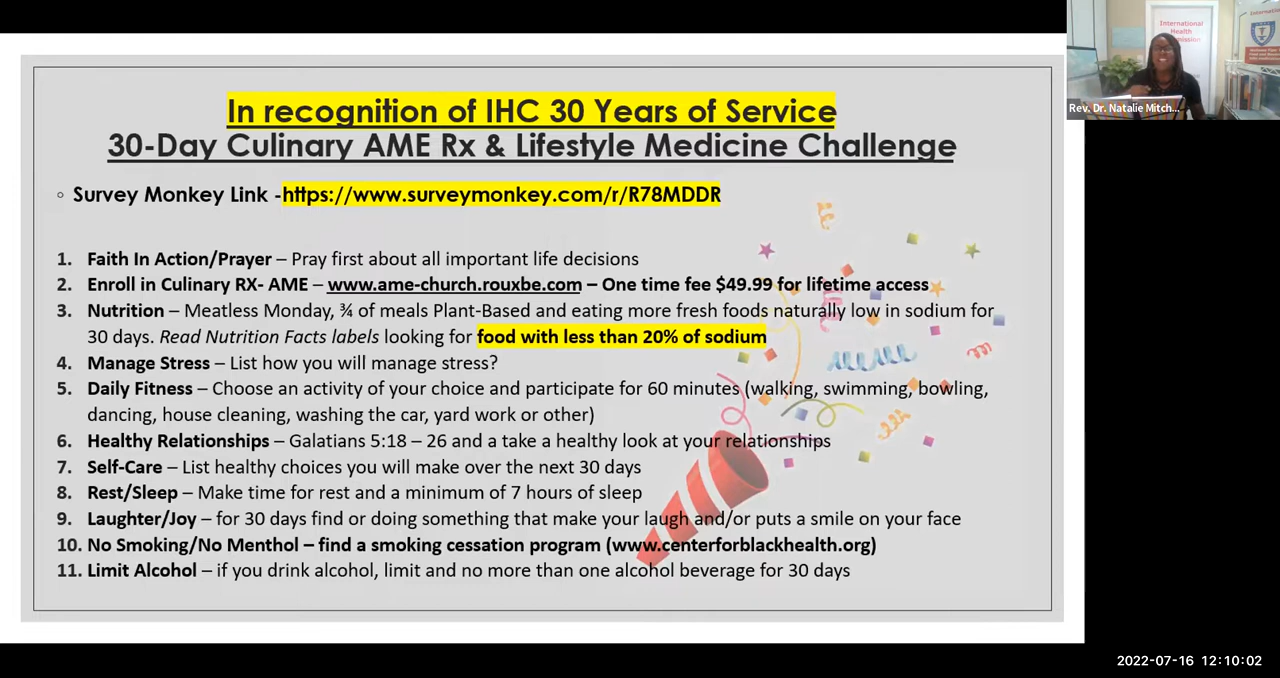 In recognition of IHC 30 Years of Service
30-Day Culinary AME Rx & Lifestyle Medicine Challenge
◦ Survey Monkey Link -https://www.surveymonkey.com/r/R78MDDR
1. Faith In Action/Prayer – Pray first about all important life decisions
2. Enroll in Culinary RX- AME – www.ame-church.rouxbe.com – One time fee $49.99 for lifetime access
3. Nutrition – Meatless Monday, ¾ of meals Plant-Based and eating more fresh foods naturally low in sodium for
30 days. Read Nutrition Facts labels looking for food with less than 20% of sodium
4. Manage Stress – List how you will manage stress?
5. Daily Fitness – Choose an activity of your choice and participate for 60 minutes (walking, swimming, bowling,
dancing, house cleaning, washing the car, yard work or other)
6. Healthy Relationships – Galatians 5:18 – 26 and a take a healthy look at your relationships
7. Self-Care – List healthy choices you will make over the next 30 days
8. Rest/Sleep – Make time for rest and a minimum of 7 hours of sleep
9. Laughter/Joy – for 30 days find or doing something that make your laugh and/or puts a smile on your face
10. No Smoking/No Menthol – find a smoking cessation program (www.centerforblackhealth.org)
11. Limit Alcohol – if you drink alcohol, limit and no more than one alcohol beverage for 30 days
International
Health
Rev. Dr. Natalie Mitch...
2022-07-16 12:10:02